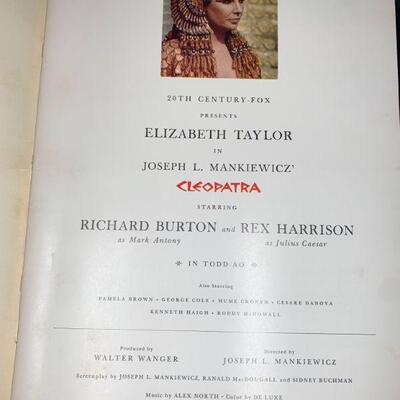 20TH CENTURY-FOX
PRESENTS
ELIZABETH TAYLOR
IN
JOSEPH L. MANKIEWICZ'
CLEOPATRA
STARRING
RICHARD BURTON and REX HARRISON
as Mark Antony as Julius Caesar
* IN TODD-AO *
Also Starring
PAMELA BROWN • GEORGE COLE • HUME CRONYN • CESARE DANOVA
KENNETH HAIGH • RODDY McDOWALL
Produced by Directed by
WALTER WANGER JOSEPH L. MANKIEWICZ
Screenplay by JOSEPH L. MANKIEWICZ, RANALD MacDOUGALL and SIDNEY BUCHMAN
Music by ALEX NORTH • Color by DE LUXE